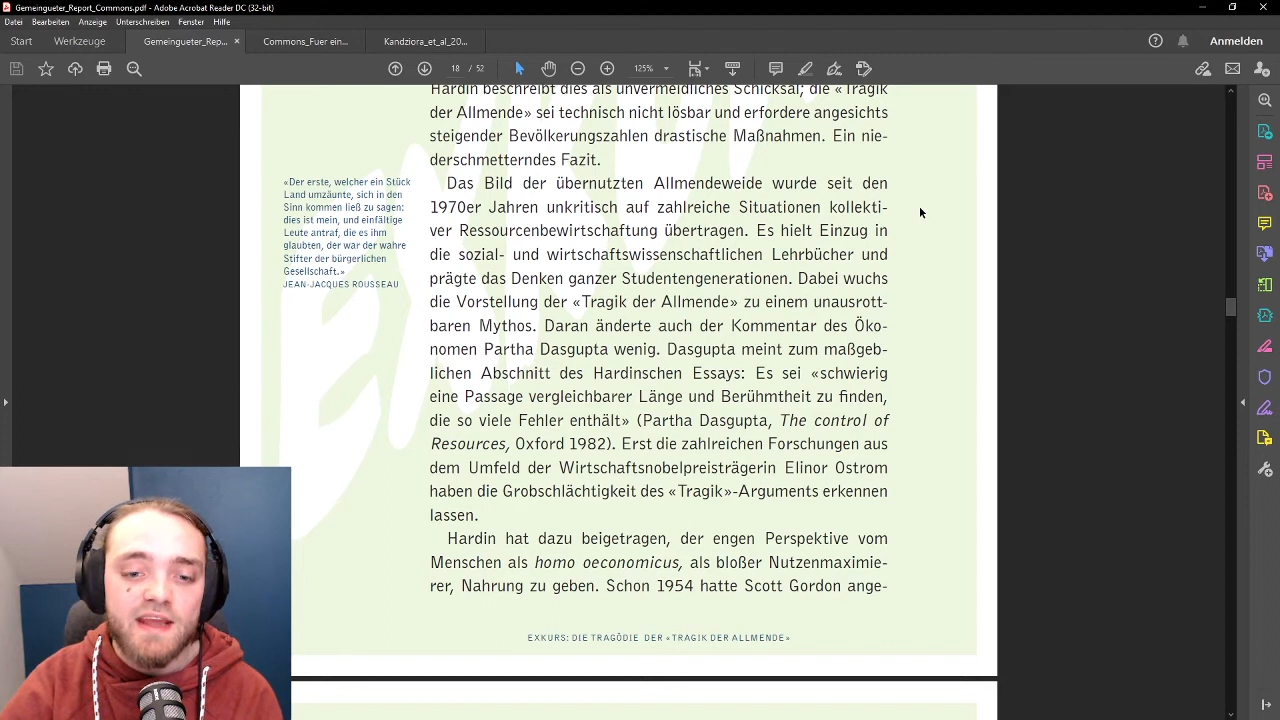 Gemeingueter_Report_Commons.pdf - Adobe Acrobat Reader DC (32-bit)
Datei Bearbeiten Anzeige Unterschreiben Fenster Hilfe
Start Werkzeuge Gemeingueter_Rep... × Commons_Fuer ein... Kandziora_et_al_20... Anmelden
18 / 52 125%
Hardin beschreibt dies als unvermeidliches Schicksal; die «Tragik
der Allmende» sei technisch nicht lösbar und erfordere angesichts
steigender Bevölkerungszahlen drastische Maßnahmen. Ein nie-
derschmetterndes Fazit.
Das Bild der übernutzten Allmendeweide wurde seit den
1970er Jahren unkritisch auf zahlreiche Situationen kollekti-
ver Ressourcenbewirtschaftung übertragen. Es hielt Einzug in
die sozial- und wirtschaftswissenschaftlichen Lehrbücher und
prägte das Denken ganzer Studentengenerationen. Dabei wuchs
die Vorstellung der «Tragik der Allmende» zu einem unausrott-
baren Mythos. Daran änderte auch der Kommentar des Öko-
nomen Partha Dasgupta wenig. Dasgupta meint zum maßgeb-
lichen Abschnitt des Hardinschen Essays: Es sei «schwierig
eine Passage vergleichbarer Länge und Berühmtheit zu finden,
die so viele Fehler enthält» (Partha Dasgupta, The control of
Resources, Oxford 1982). Erst die zahlreichen Forschungen aus
dem Umfeld der Wirtschaftsnobelpreisträgerin Elinor Ostrom
haben die Grobschlächtigkeit des «Tragik»-Arguments erkennen
lassen.
Hardin hat dazu beigetragen, der engen Perspektive vom
Menschen als homo oeconomicus, als bloßer Nutzenmaximie-
rer, Nahrung zu geben. Schon 1954 hatte Scott Gordon ange-
«Der erste, welcher ein Stück
Land umzäunte, sich in den
Sinn kommen ließ zu sagen:
dies ist mein, und einfältige
Leute antraf, die es ihm
glaubten, der war der wahre
Stifter der bürgerlichen
Gesellschaft.»
JEAN-JACQUES ROUSSEAU
EXKURS: DIE TRAGÖDIE DER «TRAGIK DER ALLMENDE»